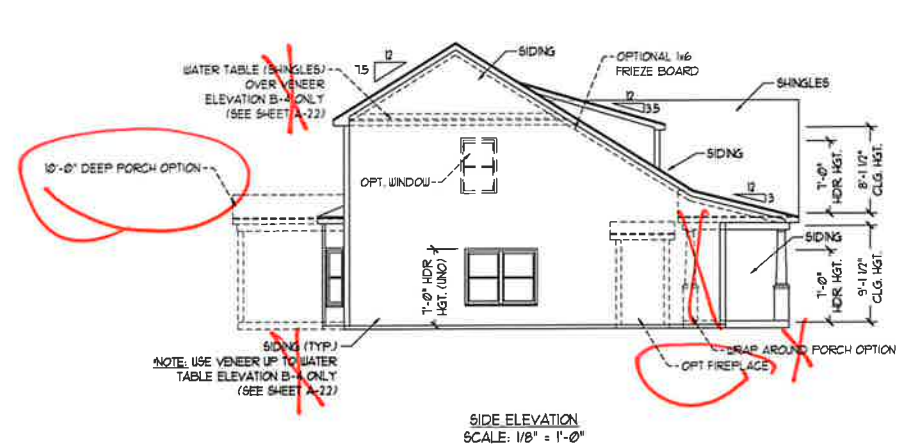 SIDING
OPTIONAL 1x6
FRIEZE BOARD
12
7.5
WATER TABLE (SHINGLES)
OVER VENEER
ELEVATION B-4 ONLY
(SEE SHEET A-22)
SHINGLES
12
3.5
SIDING
10'-0" DEEP PORCH OPTION
OPT. WINDOW
12
3
7'-0"
HDR HGT.
8'-1 1/2"
CLG. HGT.
SIDING
7'-0" HDR
HGT. (UNO)
7'-0"
HDR HGT.
9'-1 1/2"
CLG. HGT.
SIDING (TYP.)
*NOTE: USE VENEER UP TO WATER
TABLE ELEVATION B-4 ONLY
(SEE SHEET A-22)
WRAP AROUND PORCH OPTION
OPT FIREPLACE
SIDE ELEVATION
SCALE: 1/8" = 1'-0"